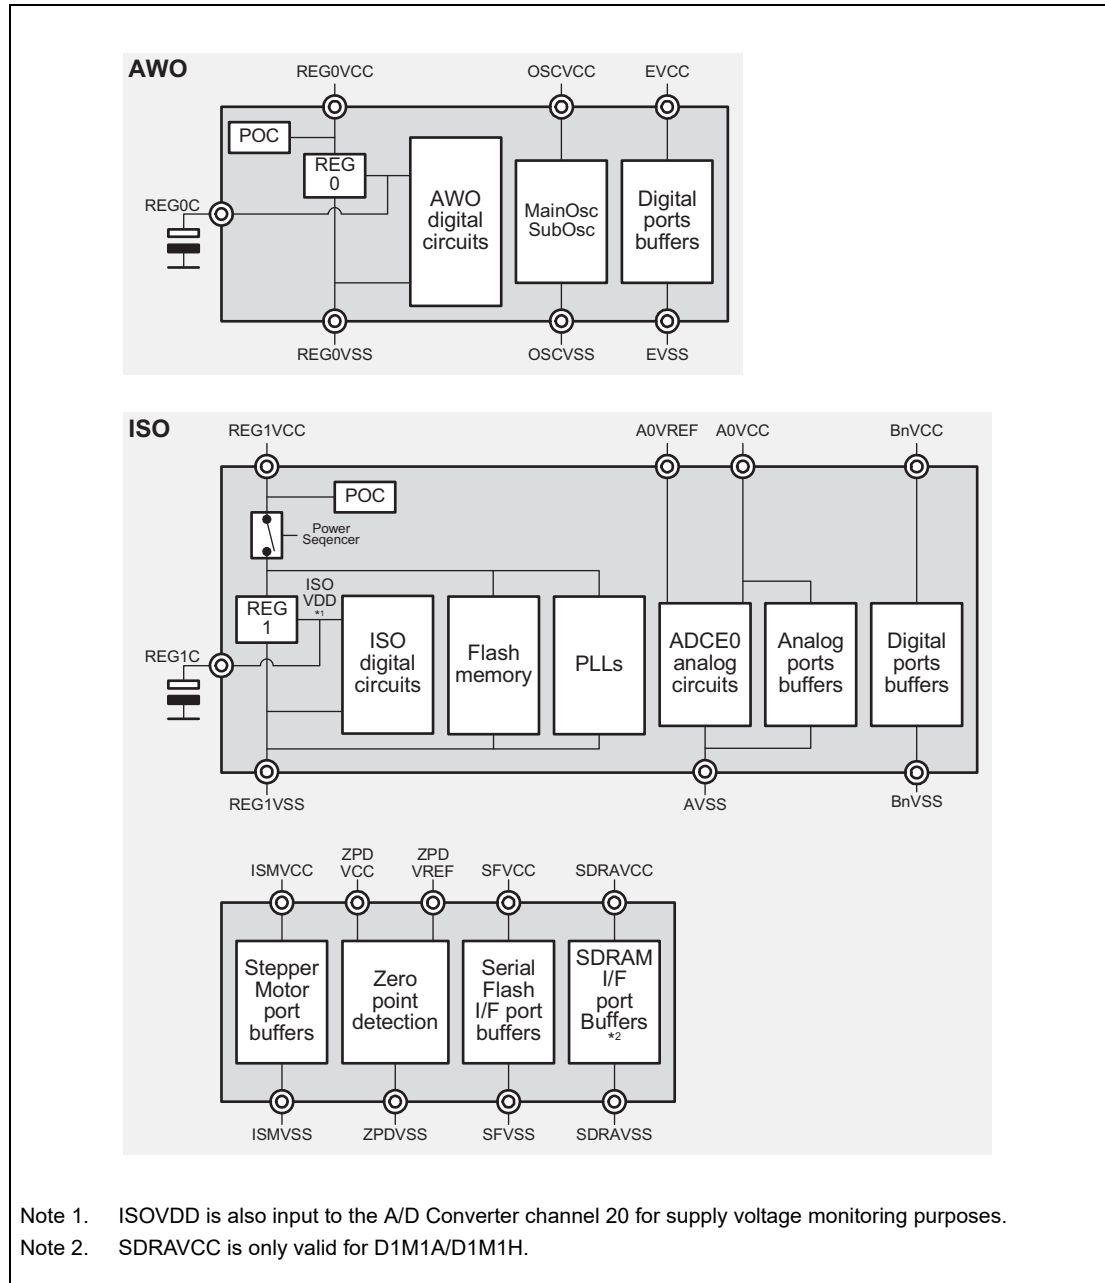 AWO
REG0VCC
OSCVCC
EVCC
POC
REG
0
REG0C
AWO
digital
circuits
MainOsc
SubOsc
Digital
ports
buffers
REG0VSS
OSCVSS
EVSS
ISO
REG1VCC
A0VREF
A0VCC
BnVCC
POC
Power
Seqencer
ISO
VDD
*1
REG
1
REG1C
ISO
digital
circuits
Flash
memory
PLLs
ADCE0
analog
circuits
Analog
ports
buffers
Digital
ports
buffers
REG1VSS
AVSS
BnVSS
ISMVCC
ZPD
VCC
ZPD
VREF
SFVCC
SDRAVCC
Stepper
Motor
port
buffers
Zero
point
detection
Serial
Flash
I/F port
buffers
SDRAM
I/F
port
Buffers
*2
ISMVSS
ZPDVSS
SFVSS
SDRAVSS
Note 1. ISOVDD is also input to the A/D Converter channel 20 for supply voltage monitoring purposes.
Note 2. SDRAVCC is only valid for D1M1A/D1M1H.